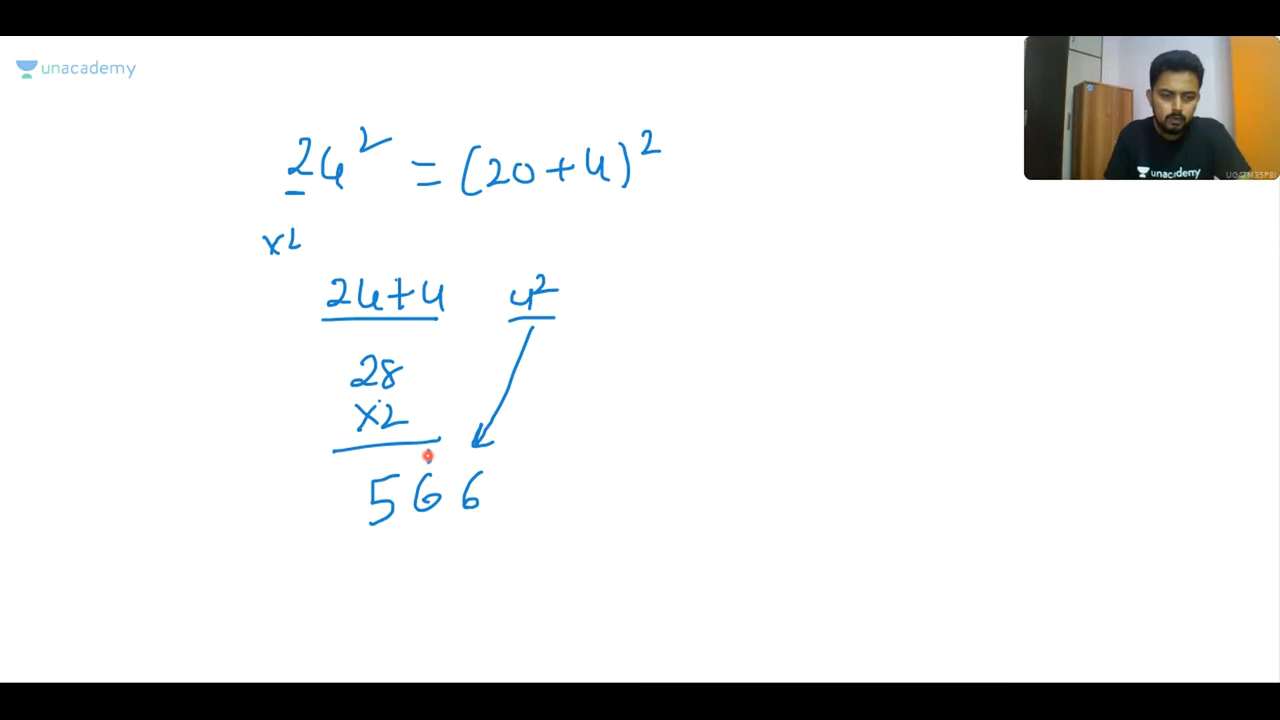 unacademy
24² = (20+4)²
x2
24+4 4²
28
x2
5 6 6
unacademy